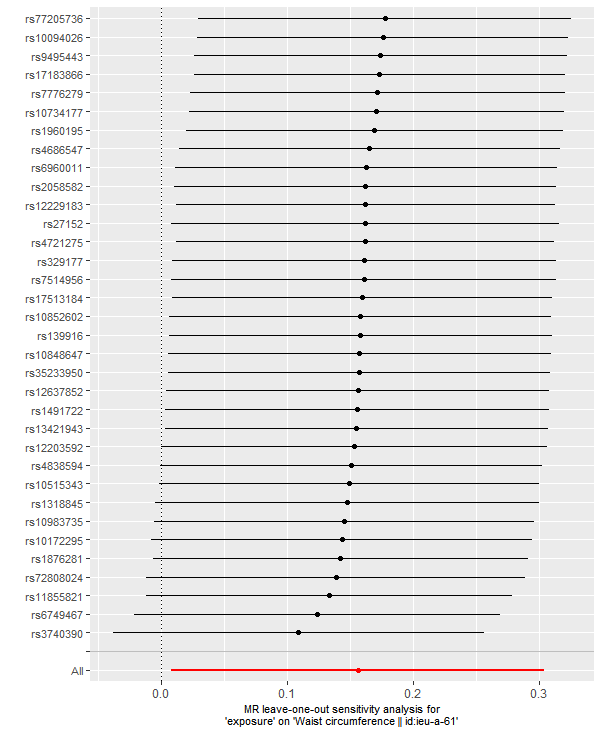 rs77205736
rs10094026
rs9495443
rs17183866
rs7776279
rs10734177
rs1960195
rs4686547
rs6960011
rs2058582
rs12229183
rs27152
rs4721275
rs329177
rs7514956
rs17513184
rs10852602
rs139916
rs10848647
rs35233950
rs12637852
rs1491722
rs13421943
rs12203592
rs4838594
rs10515343
rs1318845
rs10983735
rs10172295
rs1876281
rs72808024
rs11855821
rs6749467
rs3740390
All
0.0 0.1 0.2 0.3
MR leave-one-out sensitivity analysis for
'exposure' on 'Waist circumference || id:ieu-a-61'